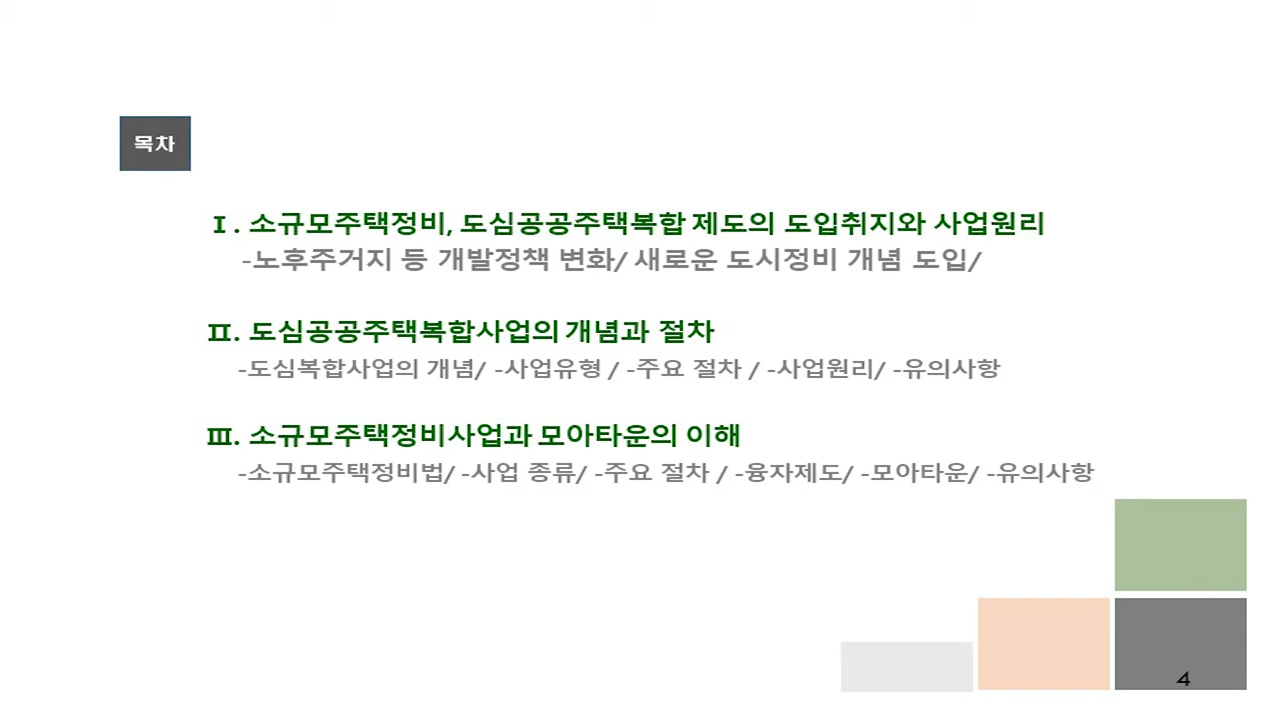 목차
Ⅰ. 소규모주택정비, 도심공공주택복합 제도의 도입취지와 사업원리
-노후주거지 등 개발정책 변화/ 새로운 도시정비 개념 도입/
Ⅱ. 도심공공주택복합사업의 개념과 절차
-도심복합사업의 개념/ -사업유형 / -주요 절차 / -사업원리/ -유의사항
Ⅲ. 소규모주택정비사업과 모아타운의 이해
-소규모주택정비법/ -사업 종류/ -주요 절차 / -융자제도/ -모아타운/ -유의사항
4